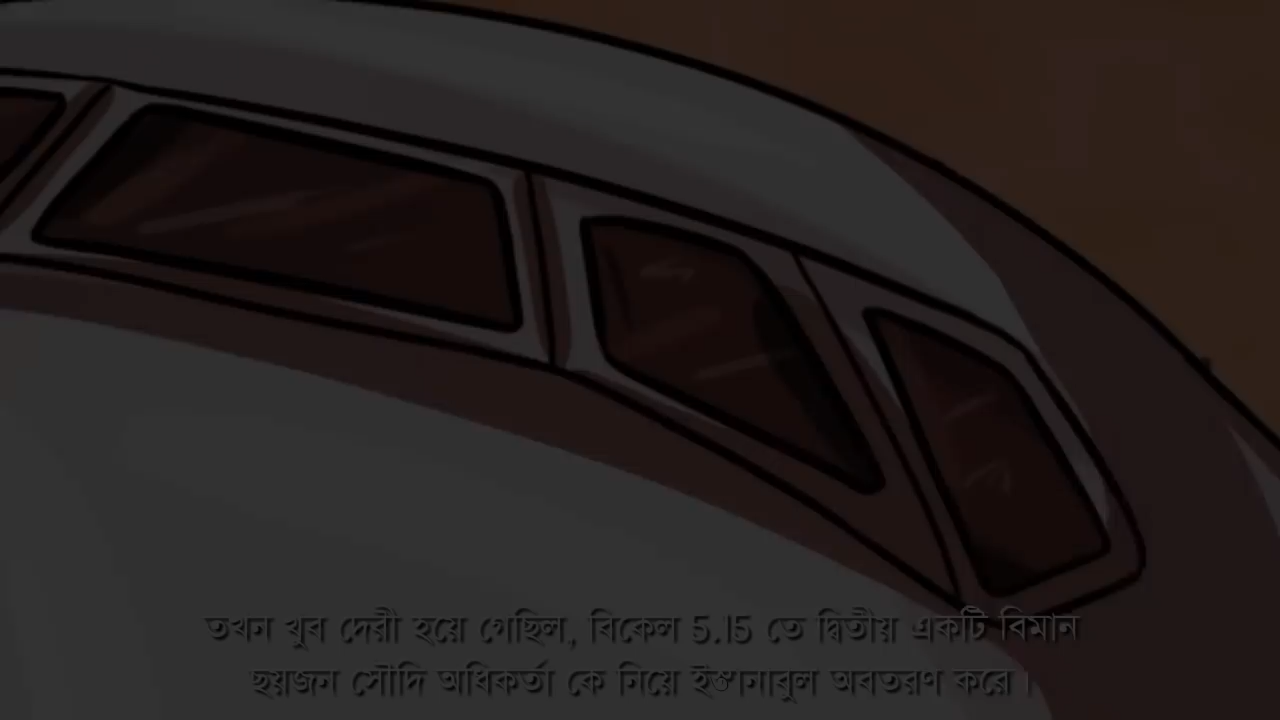 তখন খুব দেরী হয়ে গেছিল, বিকেল 5.15 তে দ্বিতীয় একটি বিমান
ছয়জন সৌদি অধিকর্তা কে নিয়ে ইস্তানাবুল অবতরণ করে।